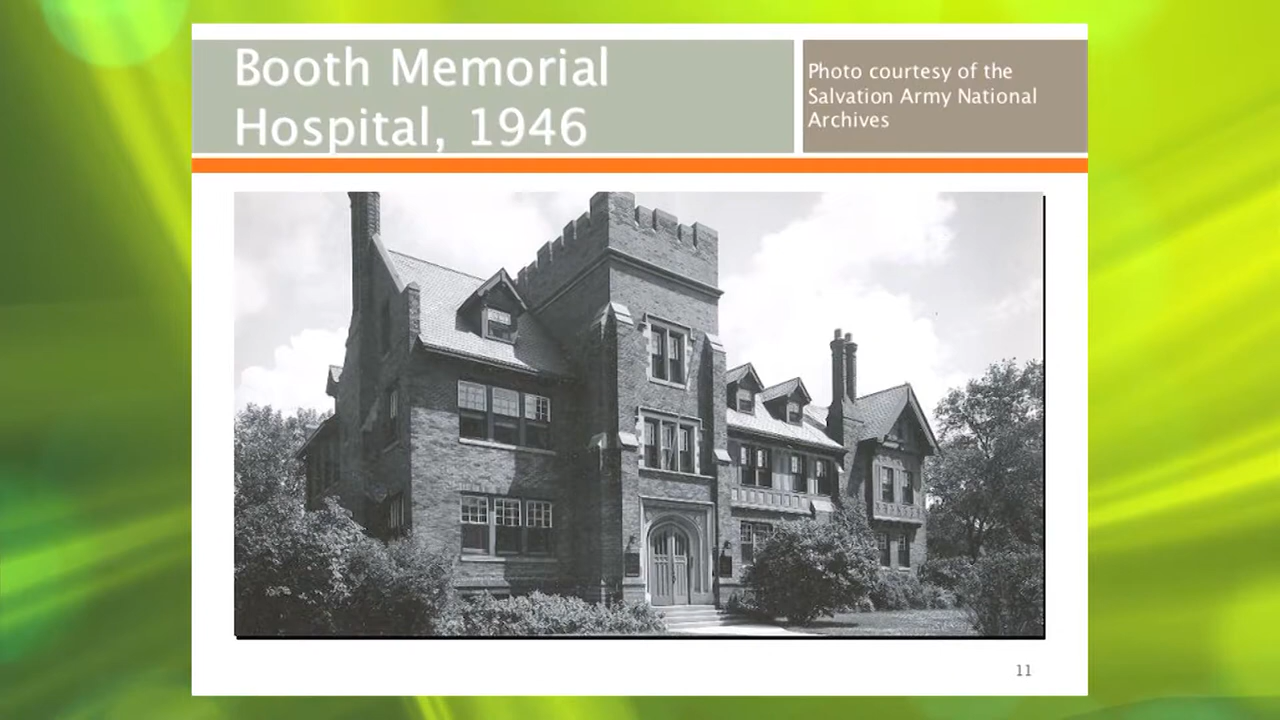 Booth Memorial
Hospital, 1946
Photo courtesy of the
Salvation Army National
Archives
11